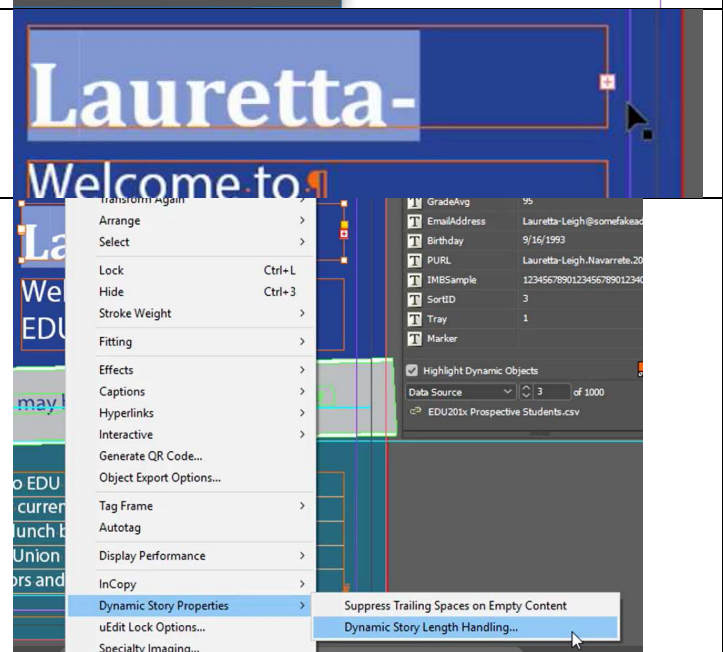 Lauretta-
Welcome to¶
Transform Again >
Arrange >
Select >
Lock Ctrl+L
Hide Ctrl+3
Stroke Weight >
Fitting >
Effects >
Captions >
Hyperlinks >
Interactive >
Generate QR Code...
Object Export Options...
Tag Frame >
Autotag
Display Performance >
InCopy >
Dynamic Story Properties >
uEdit Lock Options...
Specialty Imaging...
Suppress Trailing Spaces on Empty Content
Dynamic Story Length Handling...
La
Wel
EDU
may
o EDU
curren
lunch b
Union
ors and
GradeAvg 95
EmailAddress Lauretta-Leigh@somefakead
Birthday 9/16/1993
PURL Lauretta-Leigh.Navarrete.20
IMBSample 1234567890123456789012340
SortID 3
Tray 1
Marker
Highlight Dynamic Objects
Data Source 3 of 1000
EDU201x Prospective Students.csv